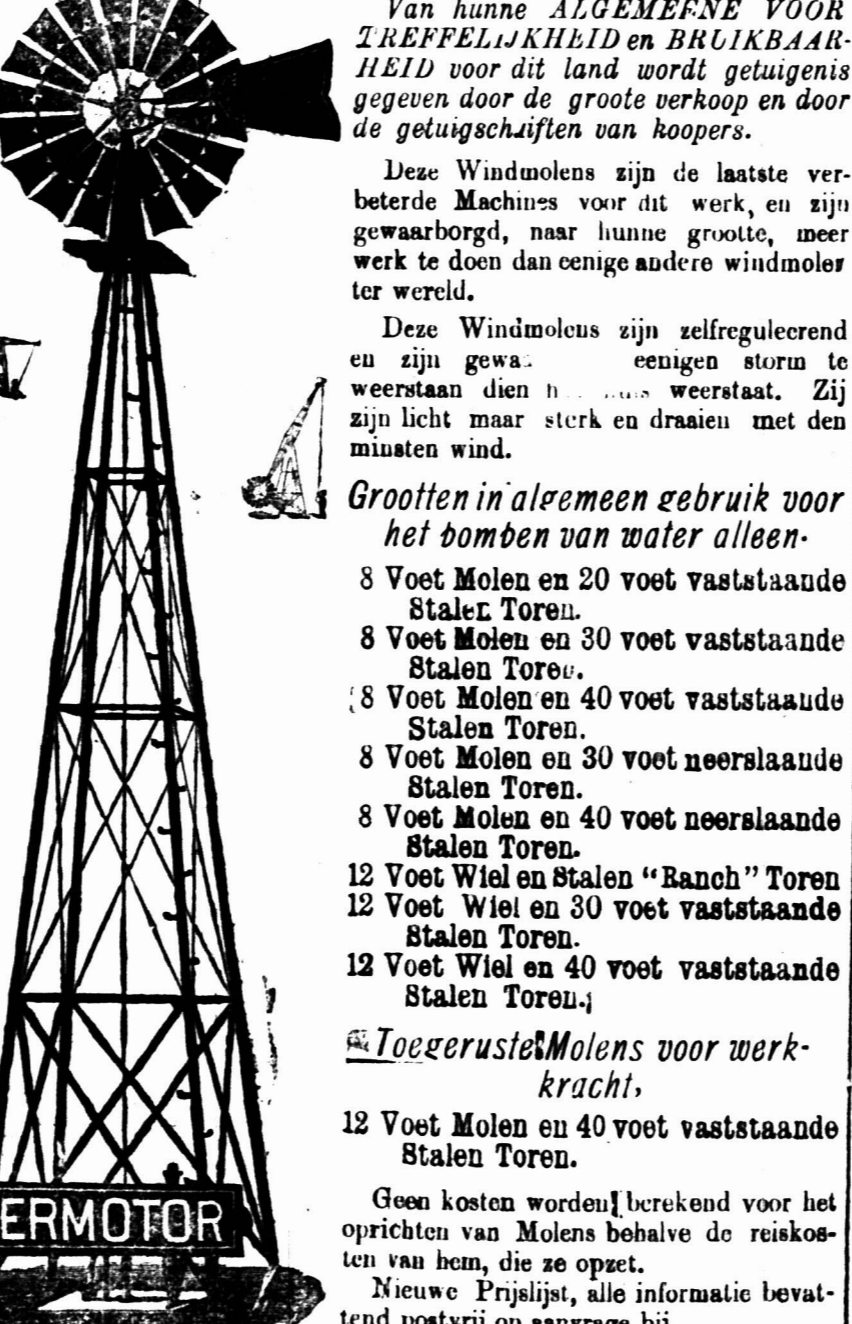 Van hunne ALGEMEENE VOOR
TREFFELIJKHEID en BRUIKBAAR-
HEID voor dit land wordt getuigenis
gegeven door de groote verkoop en door
de getuigschriften van koopers.
Deze Windmolens zijn de laatste ver-
beterde Machines voor dit werk, en zijn
gewaarborgd, naar hunne grootte, meer
werk te doen dan eenige andere windmolen
ter wereld.
Deze Windmolens zijn zelfreguleerend
en zijn eenigen storm te
weerstaan dien weerstaat. Zij
zijn licht maar sterk en draaien met den
minsten wind.
Grootten in algemeen gebruik voor
het bomben van water alleen.
8 Voet Molen en 20 voet vaststaande
Stalen Toren.
8 Voet Molen en 30 voet vaststaande
Stalen Toren.
8 Voet Molen en 40 voet vaststaande
Stalen Toren.
8 Voet Molen en 30 voet neerslaande
Stalen Toren.
8 Voet Molen en 40 voet neerslaande
Stalen Toren.
12 Voet Wiel en Stalen "Ranch" Toren
12 Voet Wiel en 30 voet vaststaande
Stalen Toren.
12 Voet Wiel en 40 voet vaststaande
Stalen Toren.
Toegeruste Molens voor werk-
kracht,
12 Voet Molen en 40 voet vaststaande
Stalen Toren.
ERMOTOR
Geen kosten worden berekend voor het
oprichten van Molens behalve de reiskos-
ten van hem, die ze opzet.
Nieuwe Prijslijst, alle informatie bevat-
tend postvrij op aanvrage bij